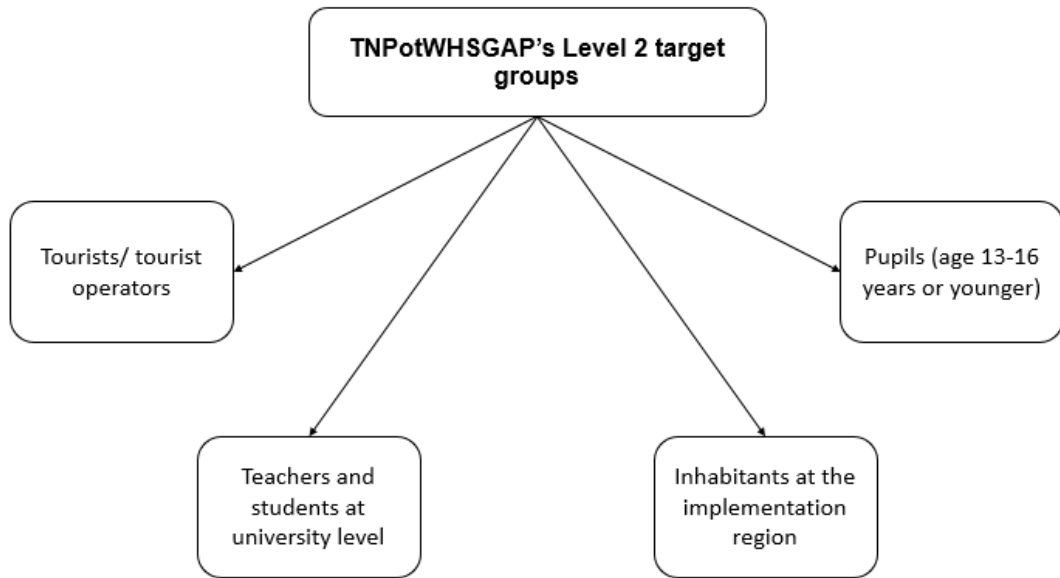 TNPotWHSGAP's Level 2 target
groups
Tourists/ tourist
operators
Pupils (age 13-16
years or younger)
Teachers and
students at
university level
Inhabitants at the
implementation
region